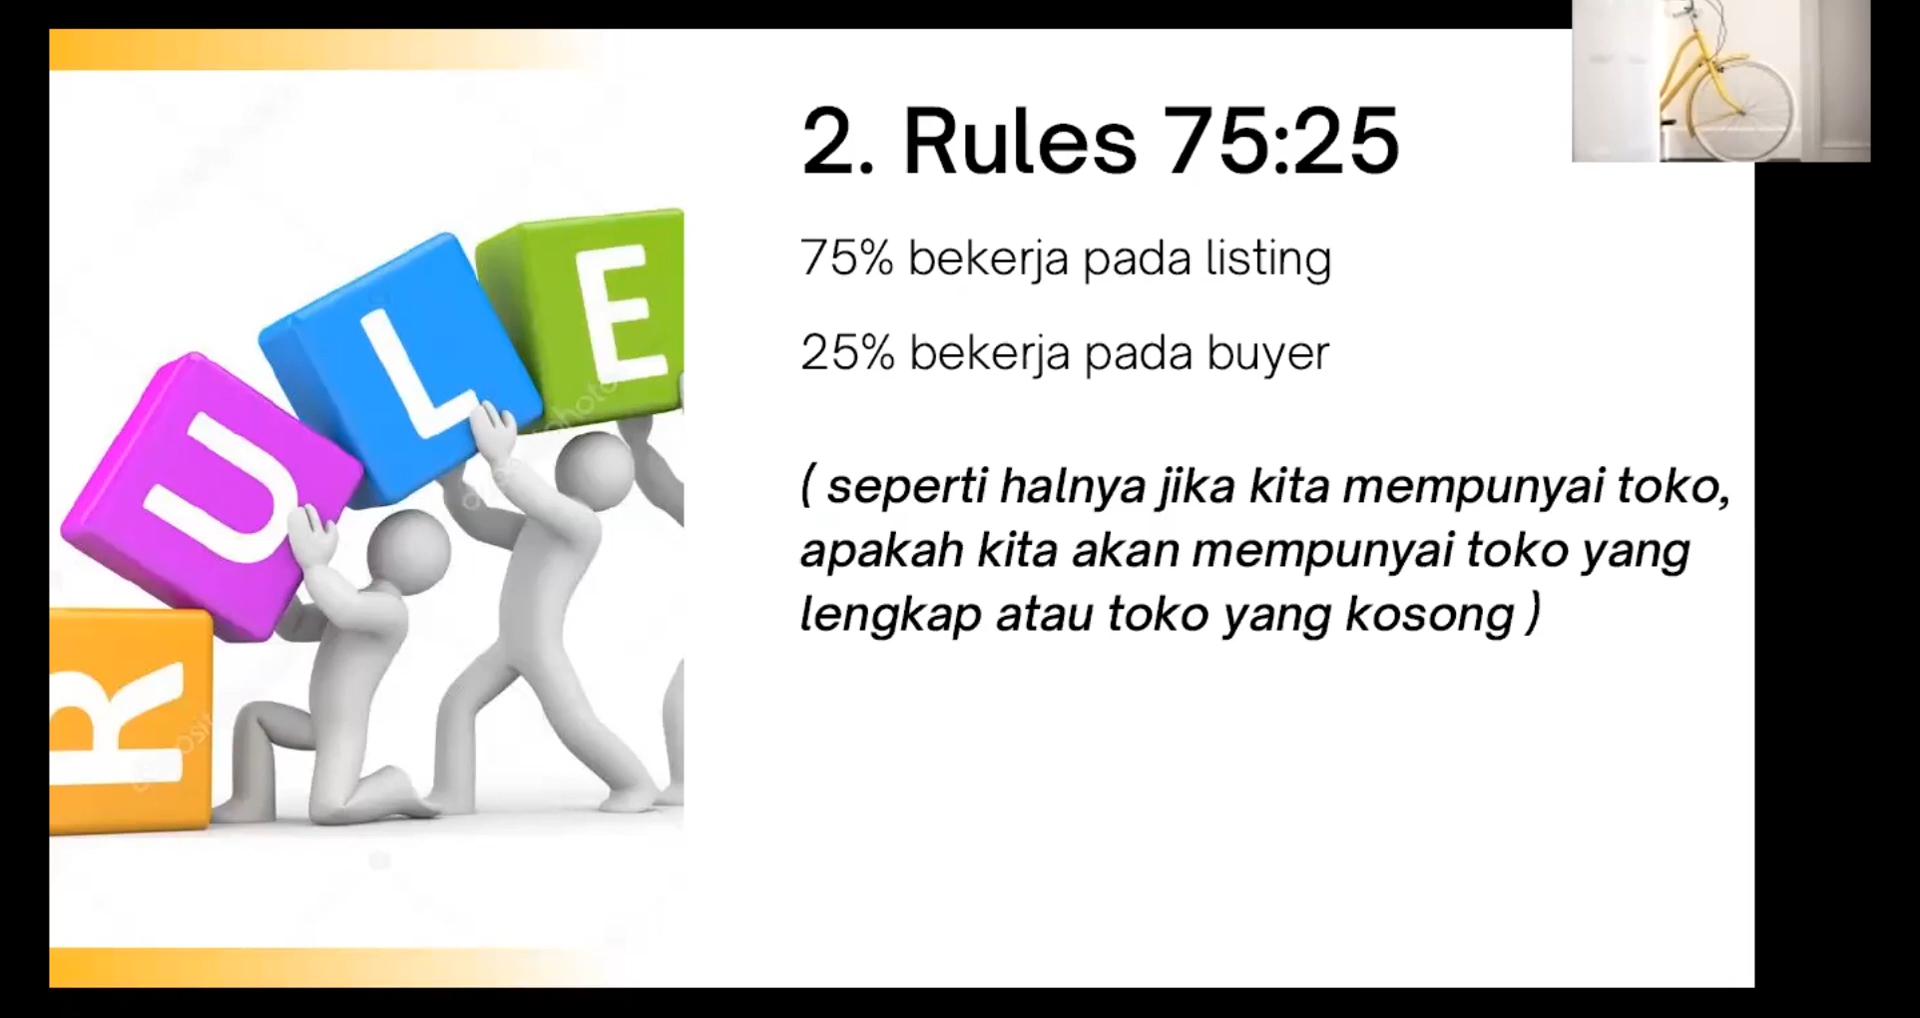 2. Rules 75:25
75% bekerja pada listing
25% bekerja pada buyer
( seperti halnya jika kita mempunyai toko,
apakah kita akan mempunyai toko yang
lengkap atau toko yang kosong )
R
U
L
E